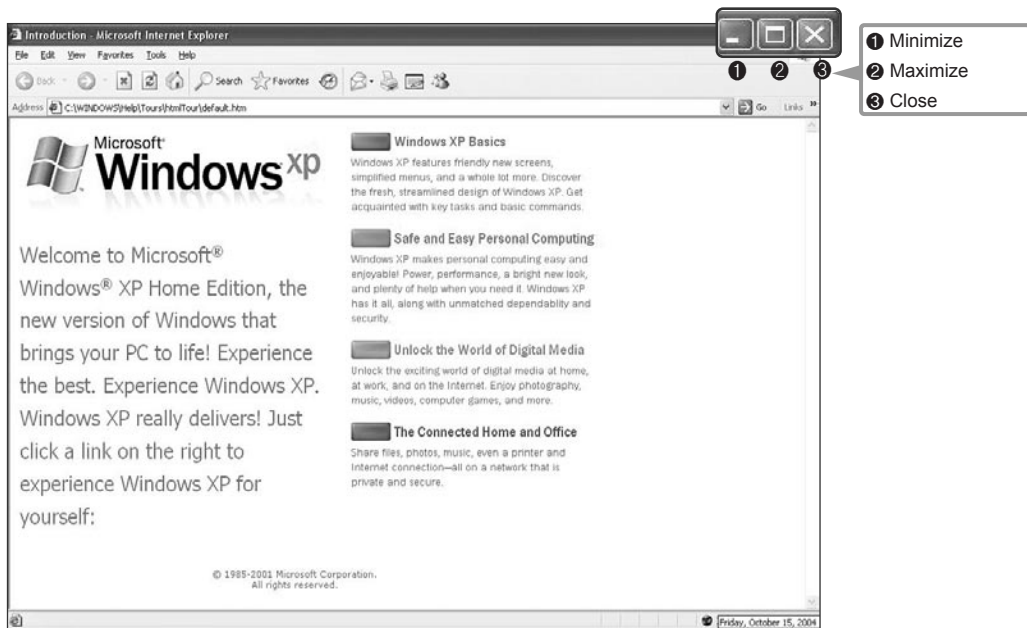 Introduction - Microsoft Internet Explorer
File Edit View Favorites Tools Help
Back Search Favorites
Address C:\WINDOWS\Help\Tours\htmlTour\default.htm Go Links »
❶ ❷ ❸
❶ Minimize
❷ Maximize
❸ Close
Microsoft®
Windows xp
Welcome to Microsoft®
Windows® XP Home Edition, the
new version of Windows that
brings your PC to life! Experience
the best. Experience Windows XP.
Windows XP really delivers! Just
click a link on the right to
experience Windows XP for
yourself:
Windows XP Basics
Windows XP features friendly new screens,
simplified menus, and a whole lot more. Discover
the fresh, streamlined design of Windows XP. Get
acquainted with key tasks and basic commands.
Safe and Easy Personal Computing
Windows XP makes personal computing easy and
enjoyable! Power, performance, a bright new look,
and plenty of help when you need it. Windows XP
has it all, along with unmatched dependablity and
security.
Unlock the World of Digital Media
Unlock the exciting world of digital media at home,
at work, and on the Internet. Enjoy photography,
music, videos, computer games, and more.
The Connected Home and Office
Share files, photos, music, even a printer and
Internet connection—all on a network that is
private and secure.
© 1985-2001 Microsoft Corporation.
All rights reserved.
Friday, October 15, 2004